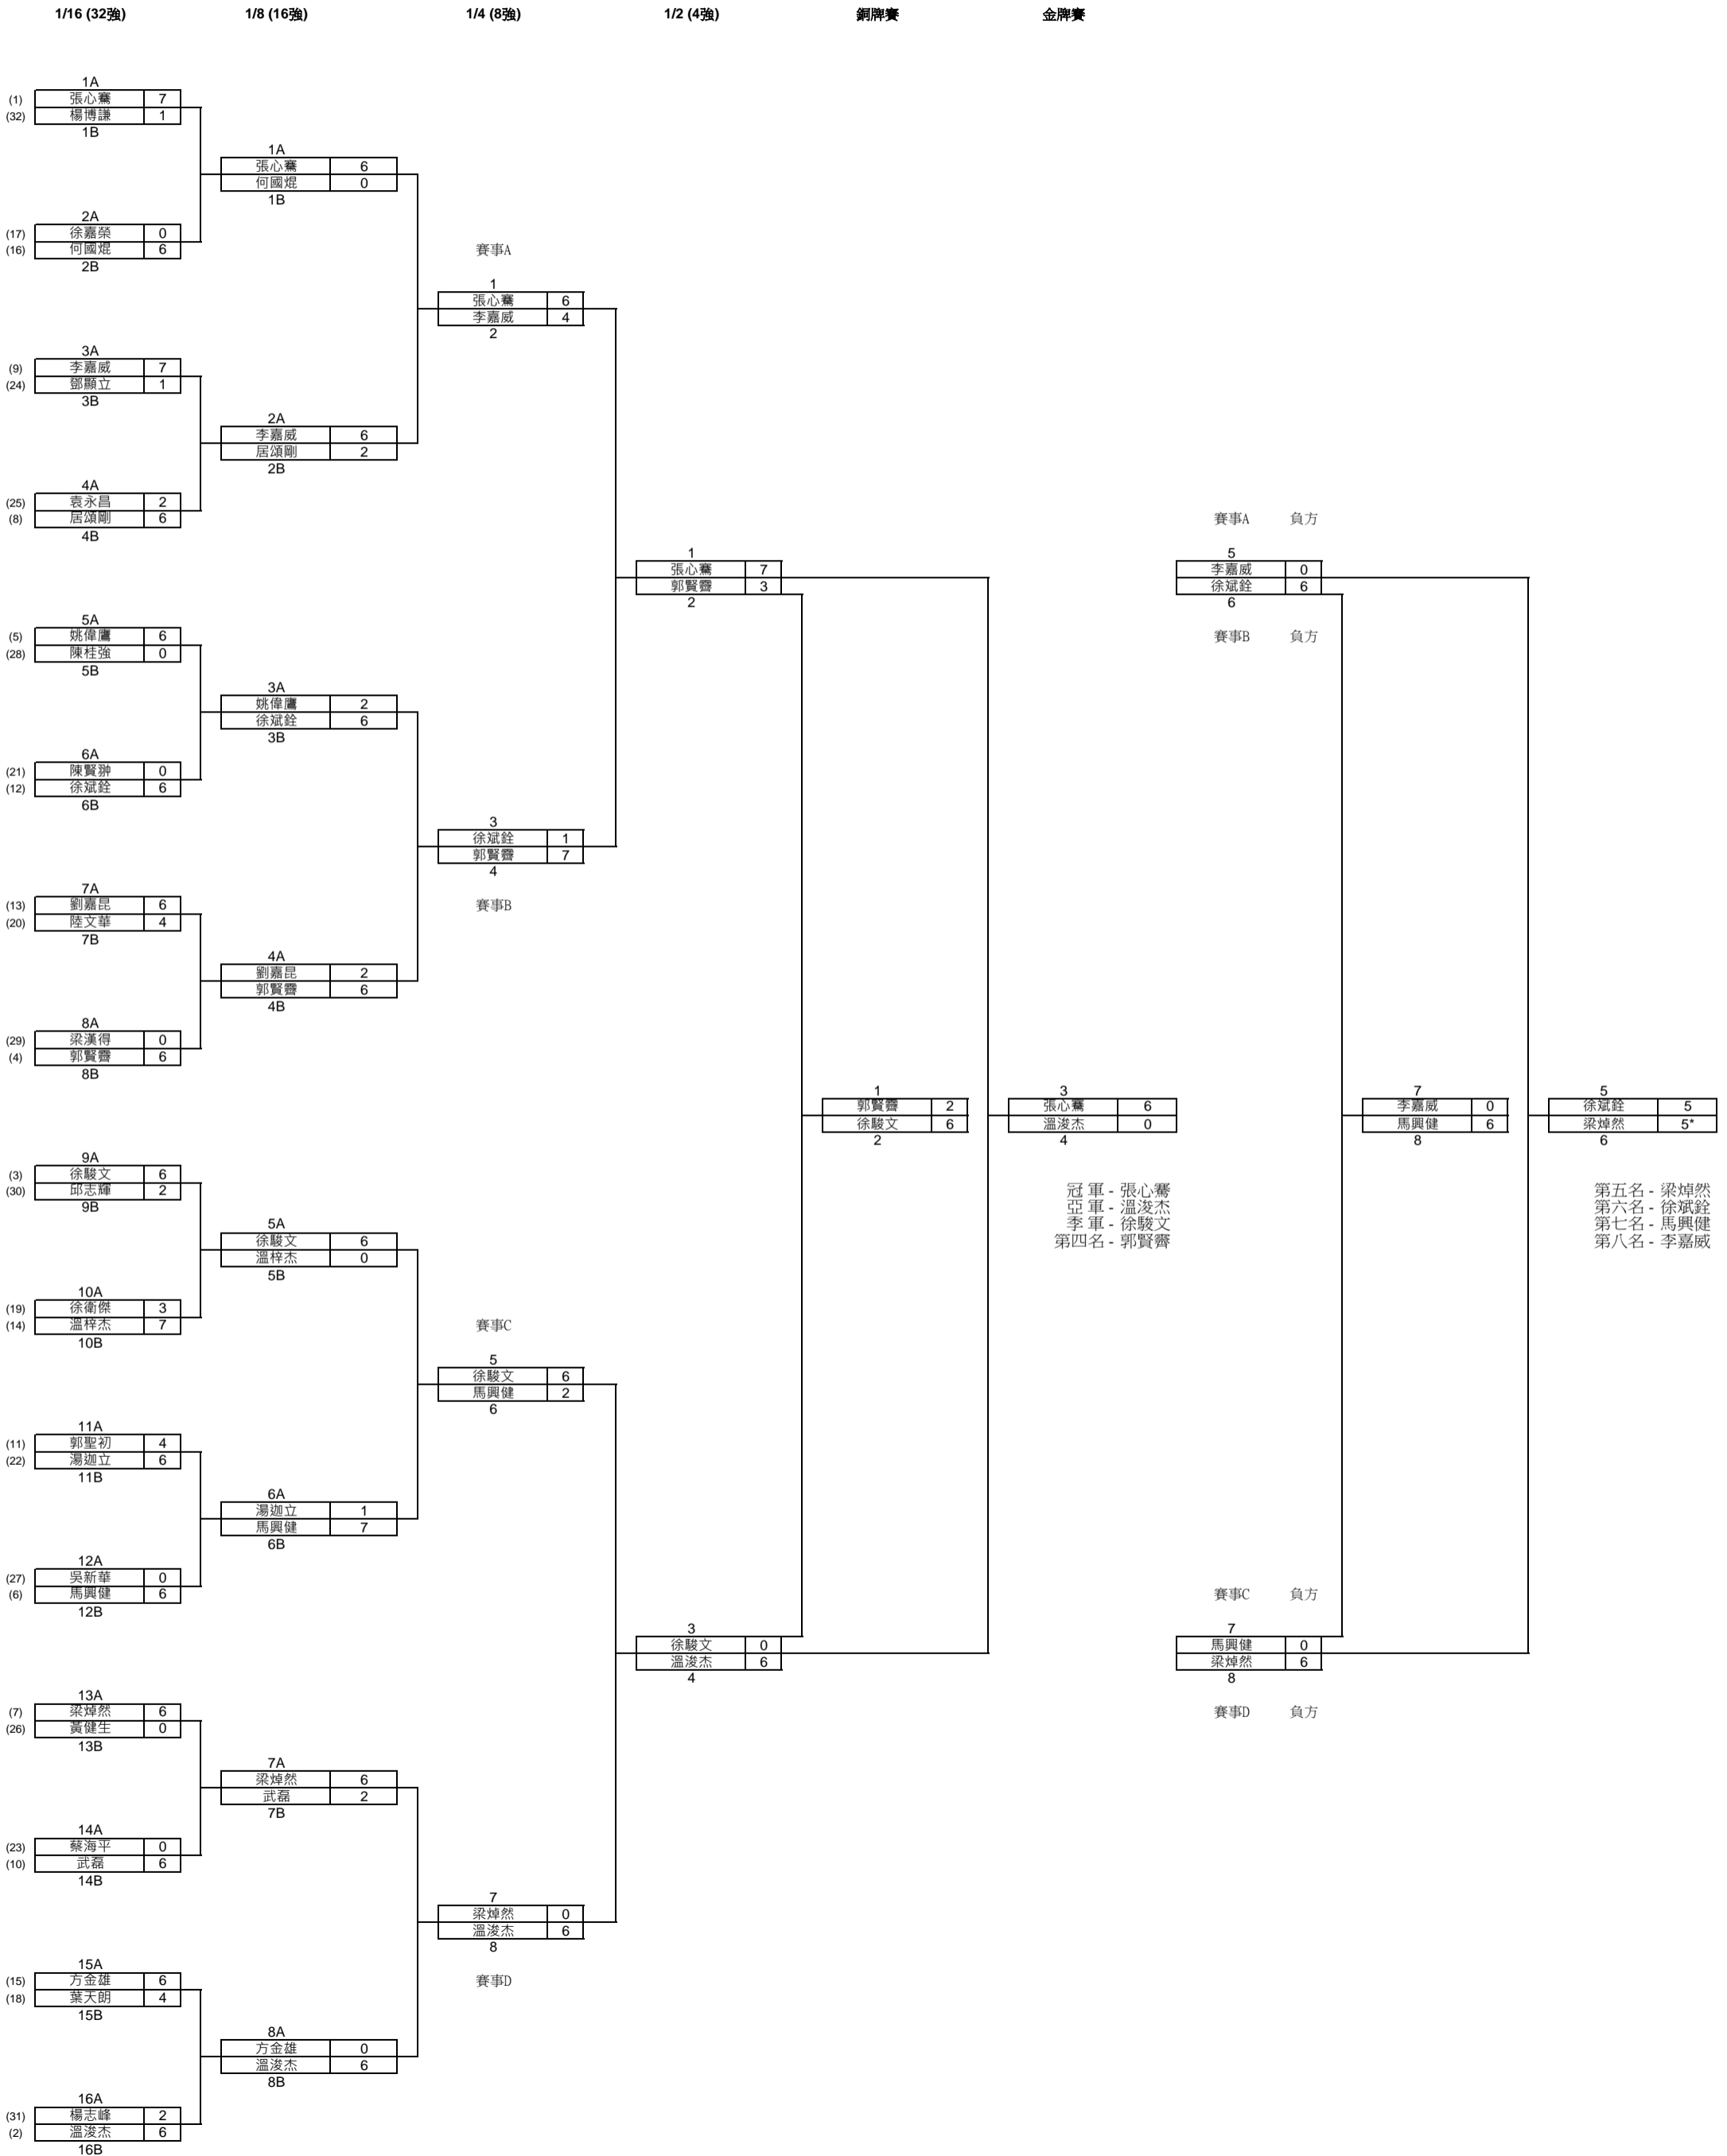 1/16 (32強) 1/8 (16強) 1/4 (8強) 1/2 (4強) 銅牌賽 金牌賽
1A
(1) 張心騫 7
(32) 楊博謙 1
1B
1A
張心騫 6
何國焜 0
1B
2A
(17) 徐嘉榮 0
(16) 何國焜 6
2B
賽事A
1
張心騫 6
李嘉威 4
2
3A
(9) 李嘉威 7
(24) 鄧顯立 1
3B
2A
李嘉威 6
居頌剛 2
2B
4A
(25) 袁永昌 2
(8) 居頌剛 6
4B
賽事A 負方
1
張心騫 7
郭賢齊 3
2
5
李嘉威 0
徐斌銓 6
6
賽事B 負方
5A
(5) 姚偉鷹 6
(28) 陳桂強 0
5B
3A
姚偉鷹 2
徐斌銓 6
3B
6A
(21) 陳賢翀 0
(12) 徐斌銓 6
6B
3
徐斌銓 1
郭賢齊 7
4
賽事B
7A
(13) 劉嘉昆 6
(20) 陸文華 4
7B
4A
劉嘉昆 2
郭賢齊 6
4B
8A
(29) 梁漢得 0
(4) 郭賢齊 6
8B
1
郭賢齊 2
徐駿文 6
2
3
張心騫 6
溫浚杰 0
4
7
李嘉威 0
馬興健 6
8
5
徐斌銓 5
梁焯然 5*
6
冠 軍 - 張心騫
亞 軍 - 溫浚杰
季 軍 - 徐駿文
第四名 - 郭賢齊
第五名 - 梁焯然
第六名 - 徐斌銓
第七名 - 馬興健
第八名 - 李嘉威
9A
(3) 徐駿文 6
(30) 邱志輝 2
9B
5A
徐駿文 6
溫梓杰 0
5B
10A
(19) 徐衛傑 3
(14) 溫梓杰 7
10B
賽事C
5
徐駿文 6
馬興健 2
6
11A
(11) 郭聖初 4
(22) 湯迦立 6
11B
6A
湯迦立 1
馬興健 7
6B
12A
(27) 吳新華 0
(6) 馬興健 6
12B
賽事C 負方
3
徐駿文 0
溫浚杰 6
4
7
馬興健 0
梁焯然 6
8
賽事D 負方
13A
(7) 梁焯然 6
(26) 黃健生 0
13B
7A
梁焯然 6
武磊 2
7B
14A
(23) 蔡海平 0
(10) 武磊 6
14B
7
梁焯然 0
溫浚杰 6
8
賽事D
15A
(15) 方金雄 6
(18) 葉天朗 4
15B
8A
方金雄 0
溫浚杰 6
8B
16A
(31) 楊志峰 2
(2) 溫浚杰 6
16B